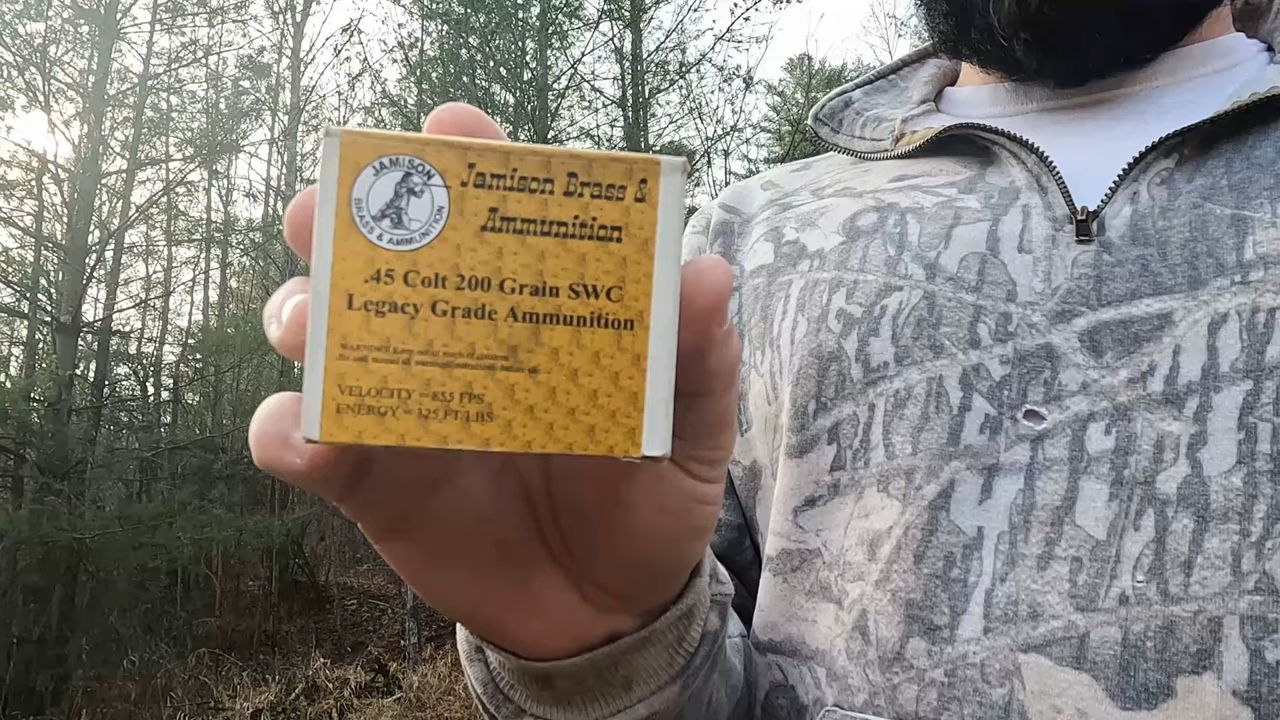 JAMISON
BRASS & AMMUNITION
Jamison Brass &
Ammunition
.45 Colt 200 Grain SWC
Legacy Grade Ammunition
VELOCITY = 855 FPS
ENERGY = 325 FT/LBS